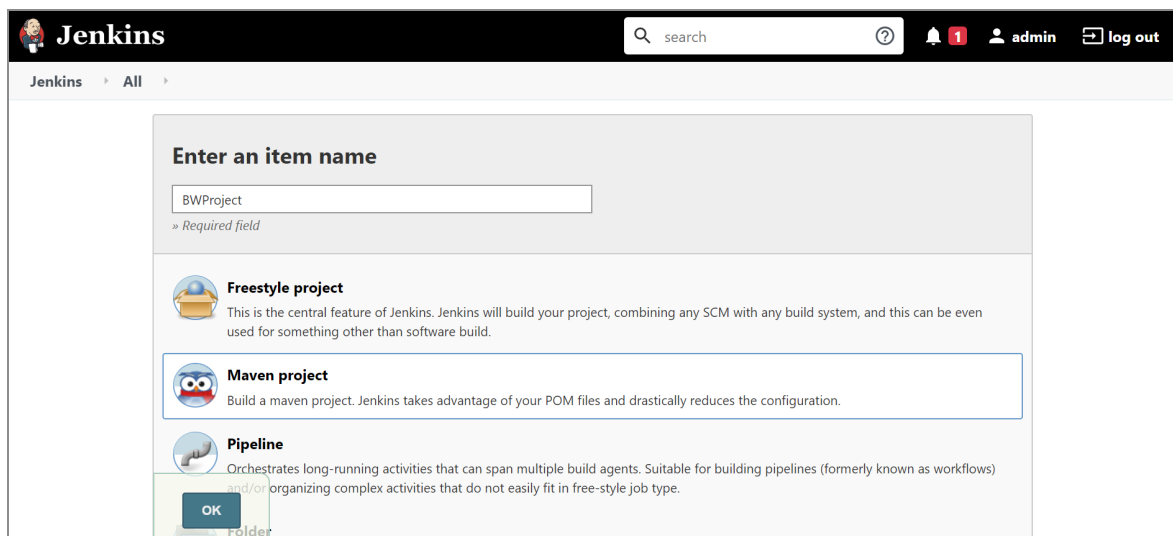 Jenkins
search
1
admin
log out
Jenkins
All
Enter an item name
BWProject
» Required field
Freestyle project
This is the central feature of Jenkins. Jenkins will build your project, combining any SCM with any build system, and this can be even
used for something other than software build.
Maven project
Build a maven project. Jenkins takes advantage of your POM files and drastically reduces the configuration.
Pipeline
Orchestrates long-running activities that can span multiple build agents. Suitable for building pipelines (formerly known as workflows)
and/or organizing complex activities that do not easily fit in free-style job type.
OK
Folder